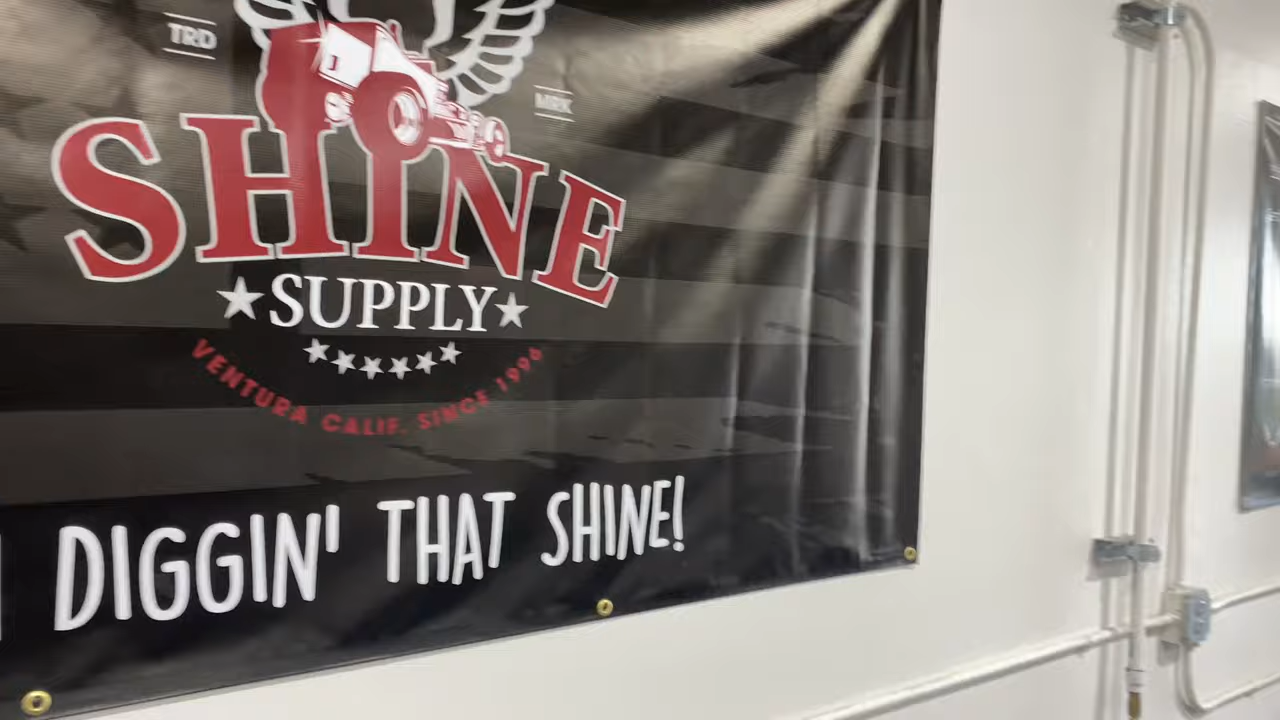 TRD
MRK
SHINE
SUPPLY
VENTURA CALIF. SINCE 1996
DIGGIN' THAT SHINE!